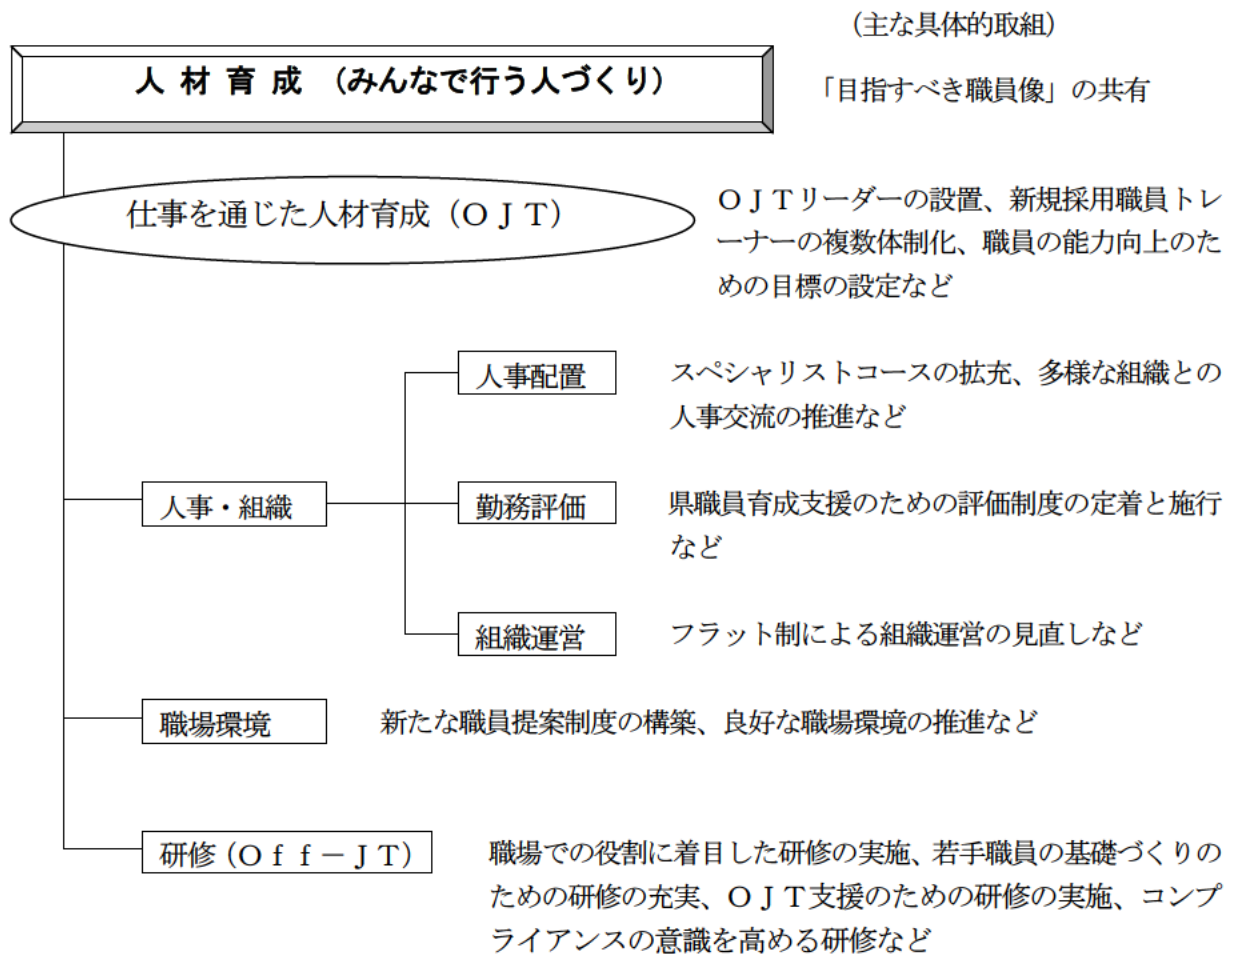 （主な具体的取組）
人 材 育 成 （みんなで行う人づくり）
「目指すべき職員像」の共有
仕事を通じた人材育成（ＯＪＴ）
ＯＪＴリーダーの設置、新規採用職員トレ
ーナーの複数体制化、職員の能力向上のた
めの目標の設定など
人事配置
スペシャリストコースの拡充、多様な組織との
人事交流の推進など
人事・組織
勤務評価
県職員育成支援のための評価制度の定着と施行
など
組織運営
フラット制による組織運営の見直しなど
職場環境
新たな職員提案制度の構築、良好な職場環境の推進など
研修（Ｏｆｆ－ＪＴ）
職場での役割に着目した研修の実施、若手職員の基礎づくりの
ための研修の充実、ＯＪＴ支援のための研修の実施、コンプ
ライアンスの意識を高める研修など